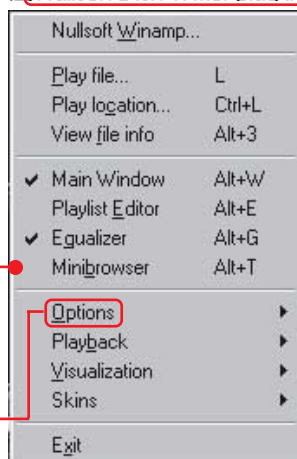 Nullsoft Winamp...
Play file... L
Play location... Ctrl+L
View file info Alt+3
Main Window Alt+W
Playlist Editor Alt+E
Equalizer Alt+G
Minibrowser Alt+T
Options
Playback
Visualization
Skins
Exit